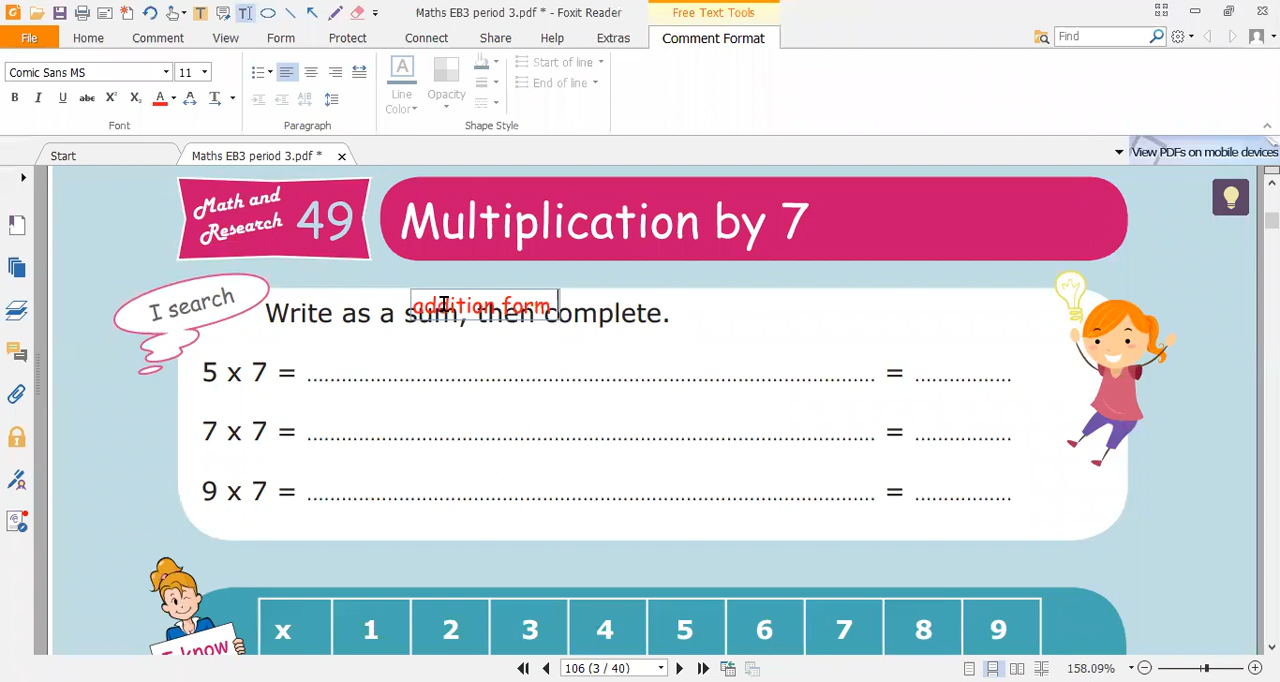 Maths EB3 period 3.pdf * - Foxit Reader
Free Text Tools
File Home Comment View Form Protect Connect Share Help Extras Comment Format
Find
Comic Sans MS 11
Line Color
Opacity
Start of line
End of line
Font Paragraph Shape Style
Start
Maths EB3 period 3.pdf *
View PDFs on mobile devices
Math and Research 49
Multiplication by 7
I search
addition form
Write as a sum, then complete.
5 x 7 = ........ = ........
7 x 7 = ........ = ........
9 x 7 = ........ = ........
x 1 2 3 4 5 6 7 8 9
I know
106 (3 / 40)
158.09%